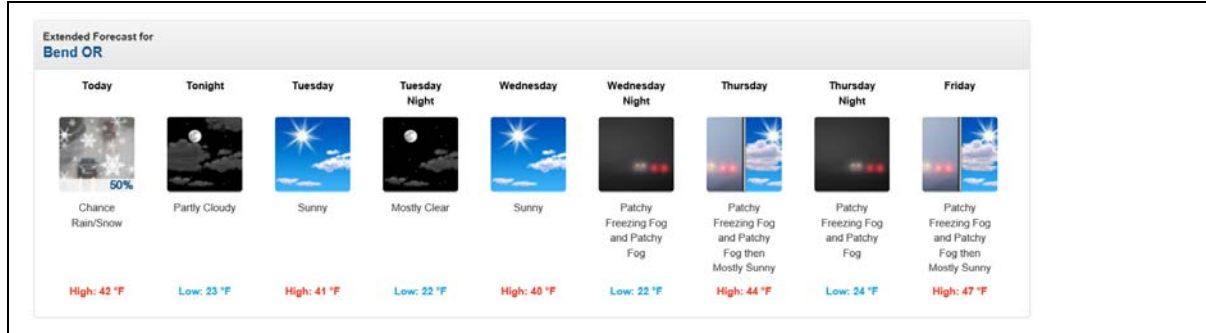 Extended Forecast for
Bend OR
Today
Tonight
Tuesday
Tuesday
Night
Wednesday
Wednesday
Night
Thursday
Thursday
Night
Friday
50%
Chance
Rain/Snow
Partly Cloudy
Sunny
Mostly Clear
Sunny
Patchy
Freezing Fog
and Patchy
Fog
Patchy
Freezing Fog
and Patchy
Fog then
Mostly Sunny
Patchy
Freezing Fog
and Patchy
Fog
Patchy
Freezing Fog
and Patchy
Fog then
Mostly Sunny
High: 42 °F
Low: 23 °F
High: 41 °F
Low: 22 °F
High: 40 °F
Low: 22 °F
High: 44 °F
Low: 24 °F
High: 47 °F